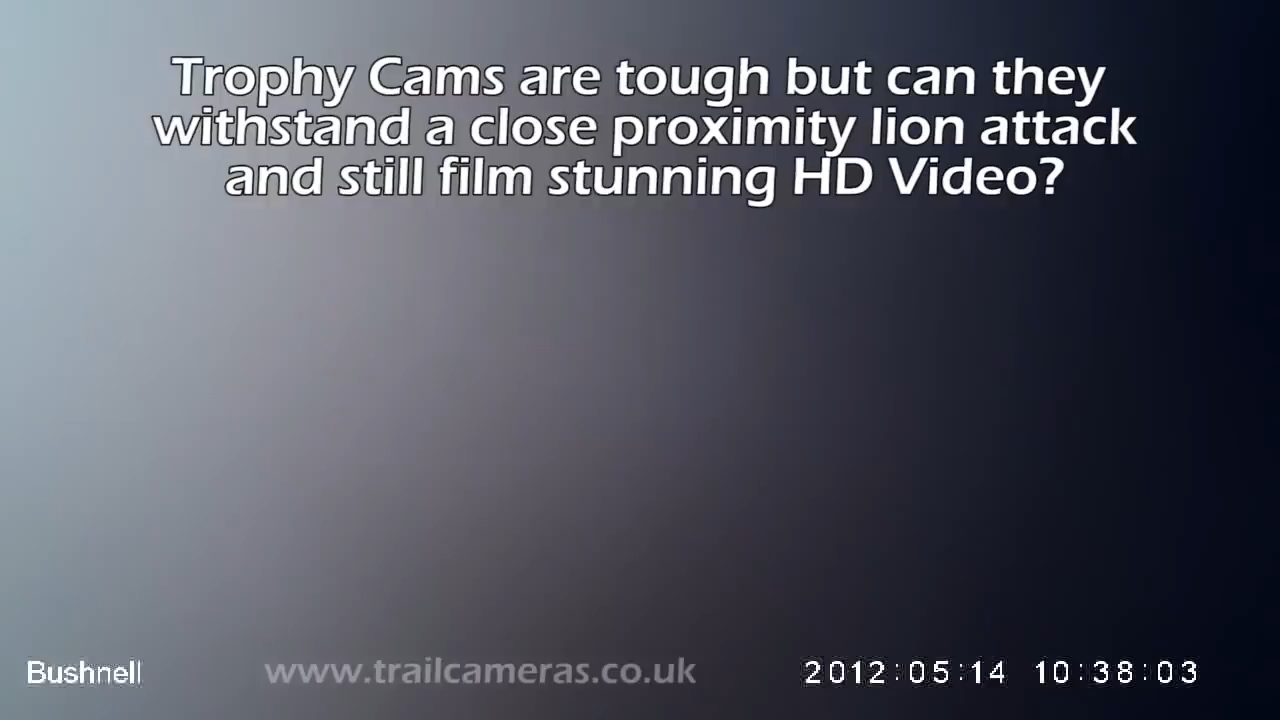 Trophy Cams are tough but can they
withstand a close proximity lion attack
and still film stunning HD Video?
Bushnell www.trailcameras.co.uk 2012:05:14 10:38:03